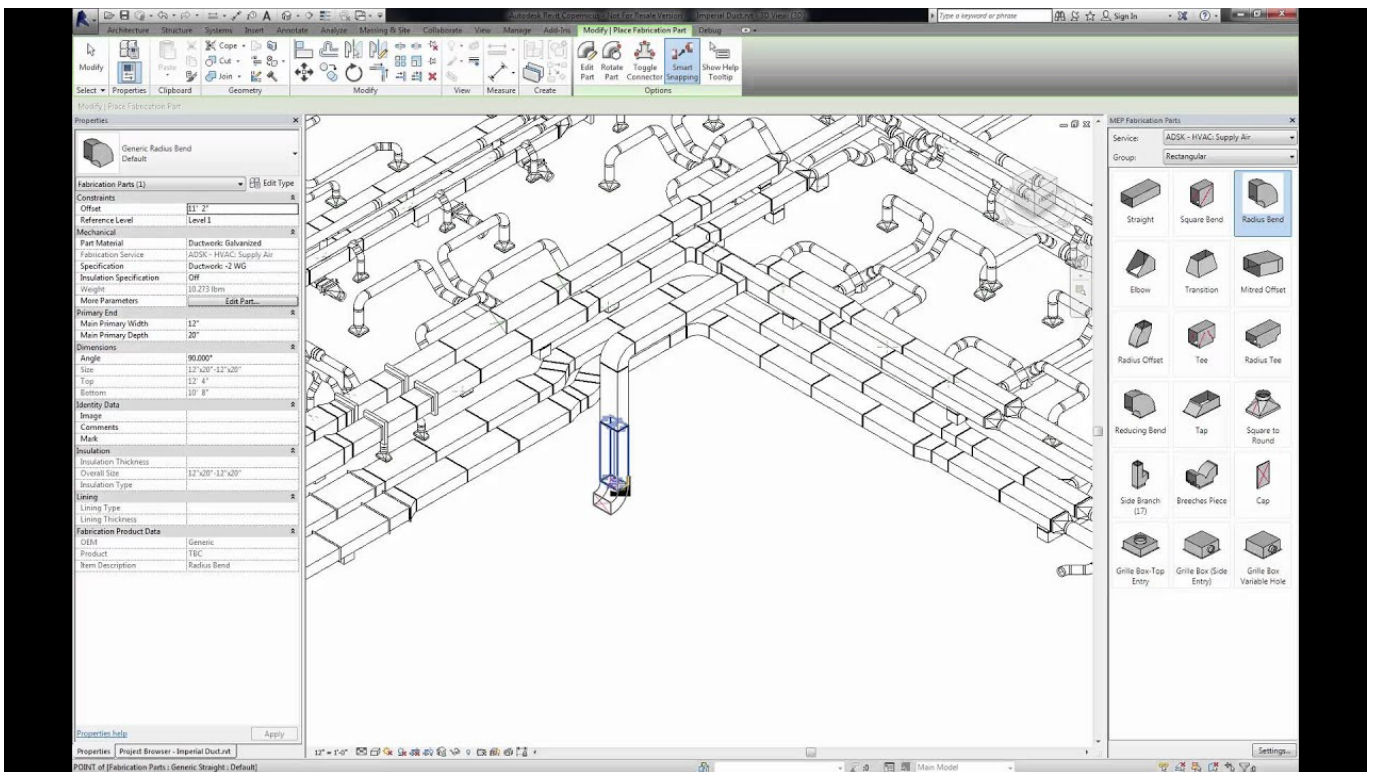 Autodesk Revit Copernicus - Not For Resale Version - Imperial Duct.rvt - 3D View: {3D}
Type a keyword or phrase
Sign In
Architecture Structure Systems Insert Annotate Analyze Massing & Site Collaborate View Manage Add-Ins Modify | Place Fabrication Part Debug
Modify
Paste
Cope
Cut
Join
Edit Part
Rotate Part
Toggle Connector
Smart Snapping
Show Help Tooltip
Select Properties Clipboard Geometry Modify View Measure Create Options
Modify | Place Fabrication Part
Properties
Generic Radius Bend
Default
Fabrication Parts (1) Edit Type
Constraints
Offset 11' 2"
Reference Level Level 1
Mechanical
Part Material Ductwork: Galvanized
Fabrication Service ADSK - HVAC: Supply Air
Specification Ductwork: -2 WG
Insulation Specification Off
Weight 10.273 lbm
More Parameters Edit Part...
Primary End
Main Primary Width 12"
Main Primary Depth 20"
Dimensions
Angle 90.000°
Size 12"x20"-12"x20"
Top 12' 4"
Bottom 10' 8"
Identity Data
Image
Comments
Mark
Insulation
Insulation Thickness
Overall Size 12"x20"-12"x20"
Insulation Type
Lining
Lining Type
Lining Thickness
Fabrication Product Data
OEM Generic
Product TBC
Item Description Radius Bend
Properties help Apply
Properties Project Browser - Imperial Duct.rvt
POINT of [Fabrication Parts : Generic Straight : Default]
12" = 1'-0"
Main Model
MEP Fabrication Parts
Service: ADSK - HVAC: Supply Air
Group: Rectangular
Straight Square Bend Radius Bend
Elbow Transition Mitred Offset
Radius Offset Tee Radius Tee
Reducing Bend Tap Square to Round
Side Branch (17) Breeches Piece Cap
Grille Box-Top Entry Grille Box (Side Entry) Grille Box Variable Hole
Settings...